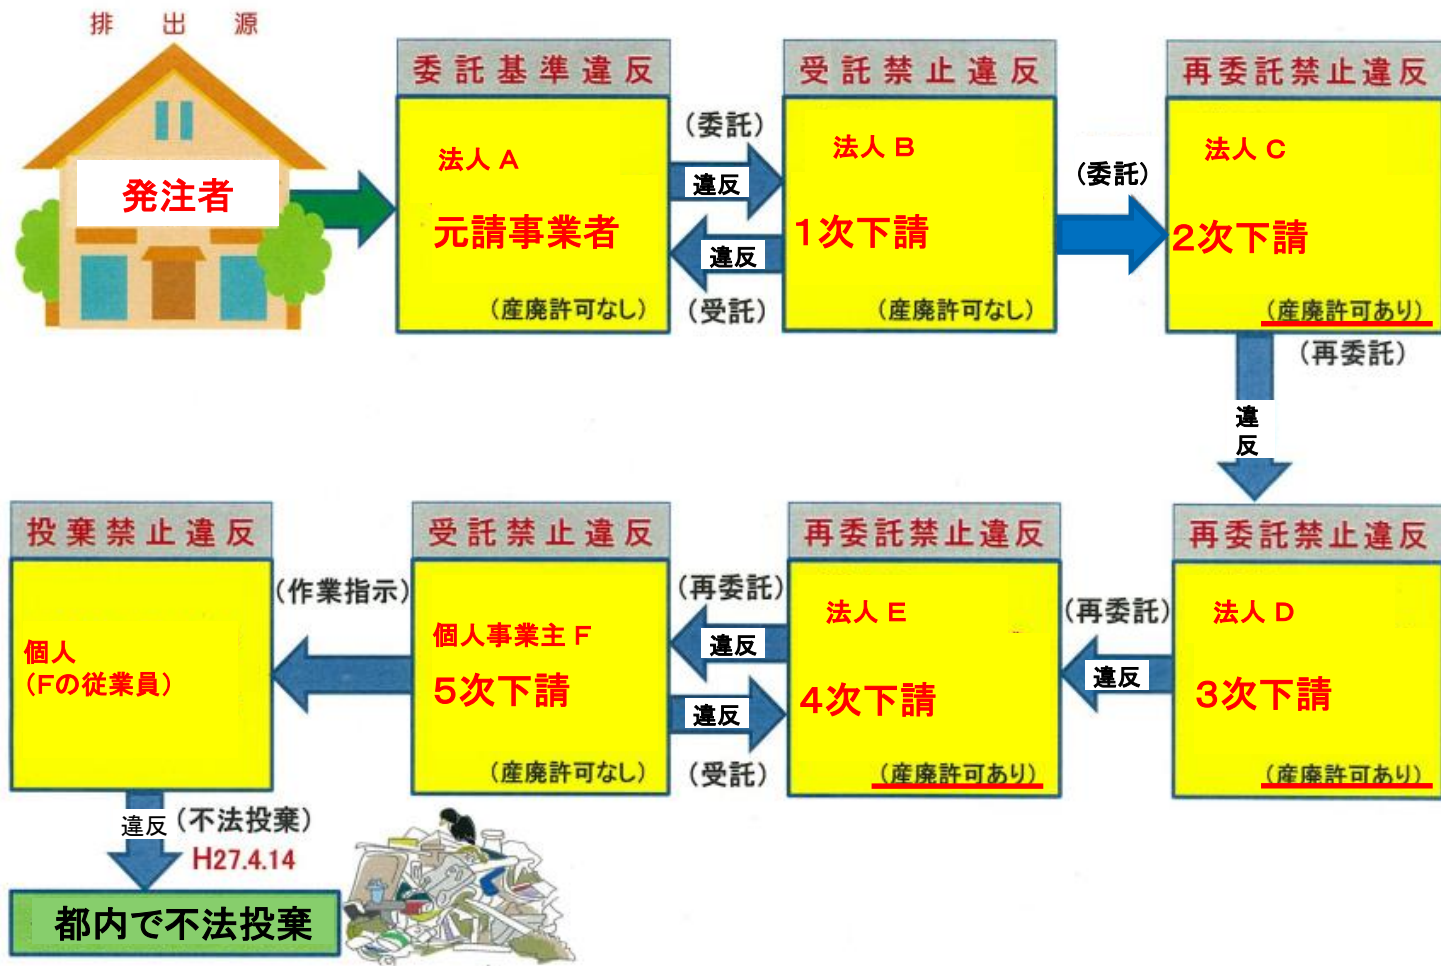 排出源
発注者
委託基準違反
法人 A
元請事業者
(産廃許可なし)
(委託)
違反
違反
(受託)
受託禁止違反
法人 B
1次下請
(産廃許可なし)
(委託)
再委託禁止違反
法人 C
2次下請
(産廃許可あり)
(再委託)
違
反
再委託禁止違反
法人 D
3次下請
(産廃許可あり)
(再委託)
違反
再委託禁止違反
法人 E
4次下請
(産廃許可あり)
(再委託)
違反
違反
(受託)
受託禁止違反
個人事業主 F
5次下請
(産廃許可なし)
(作業指示)
投棄禁止違反
個人
(Fの従業員)
違反
(不法投棄)
H27.4.14
都内で不法投棄